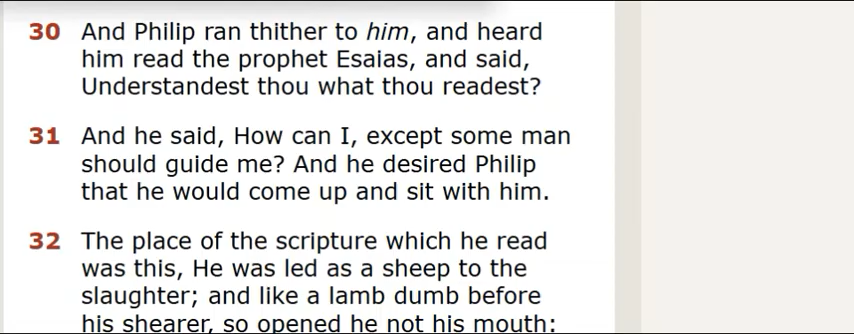 30 And Philip ran thither to him, and heard
him read the prophet Esaias, and said,
Understandest thou what thou readest?
31 And he said, How can I, except some man
should guide me? And he desired Philip
that he would come up and sit with him.
32 The place of the scripture which he read
was this, He was led as a sheep to the
slaughter; and like a lamb dumb before
his shearer, so opened he not his mouth: